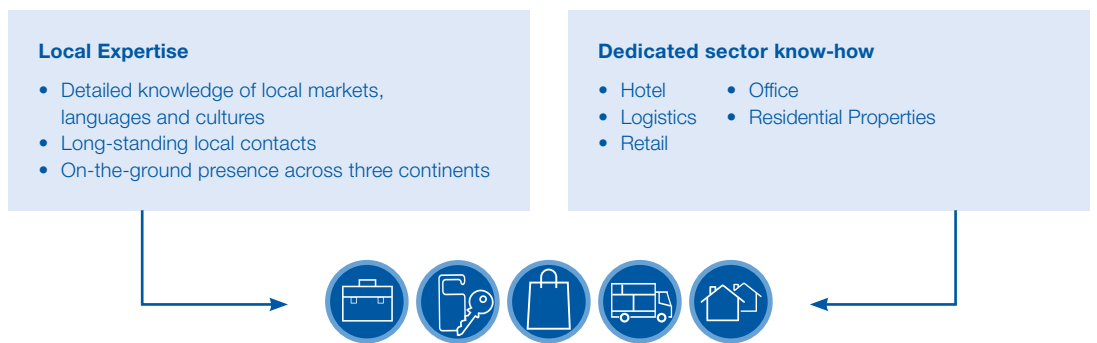 Local Expertise
• Detailed knowledge of local markets,
languages and cultures
• Long-standing local contacts
• On-the-ground presence across three continents
Dedicated sector know-how
• Hotel
• Logistics
• Retail
• Office
• Residential Properties